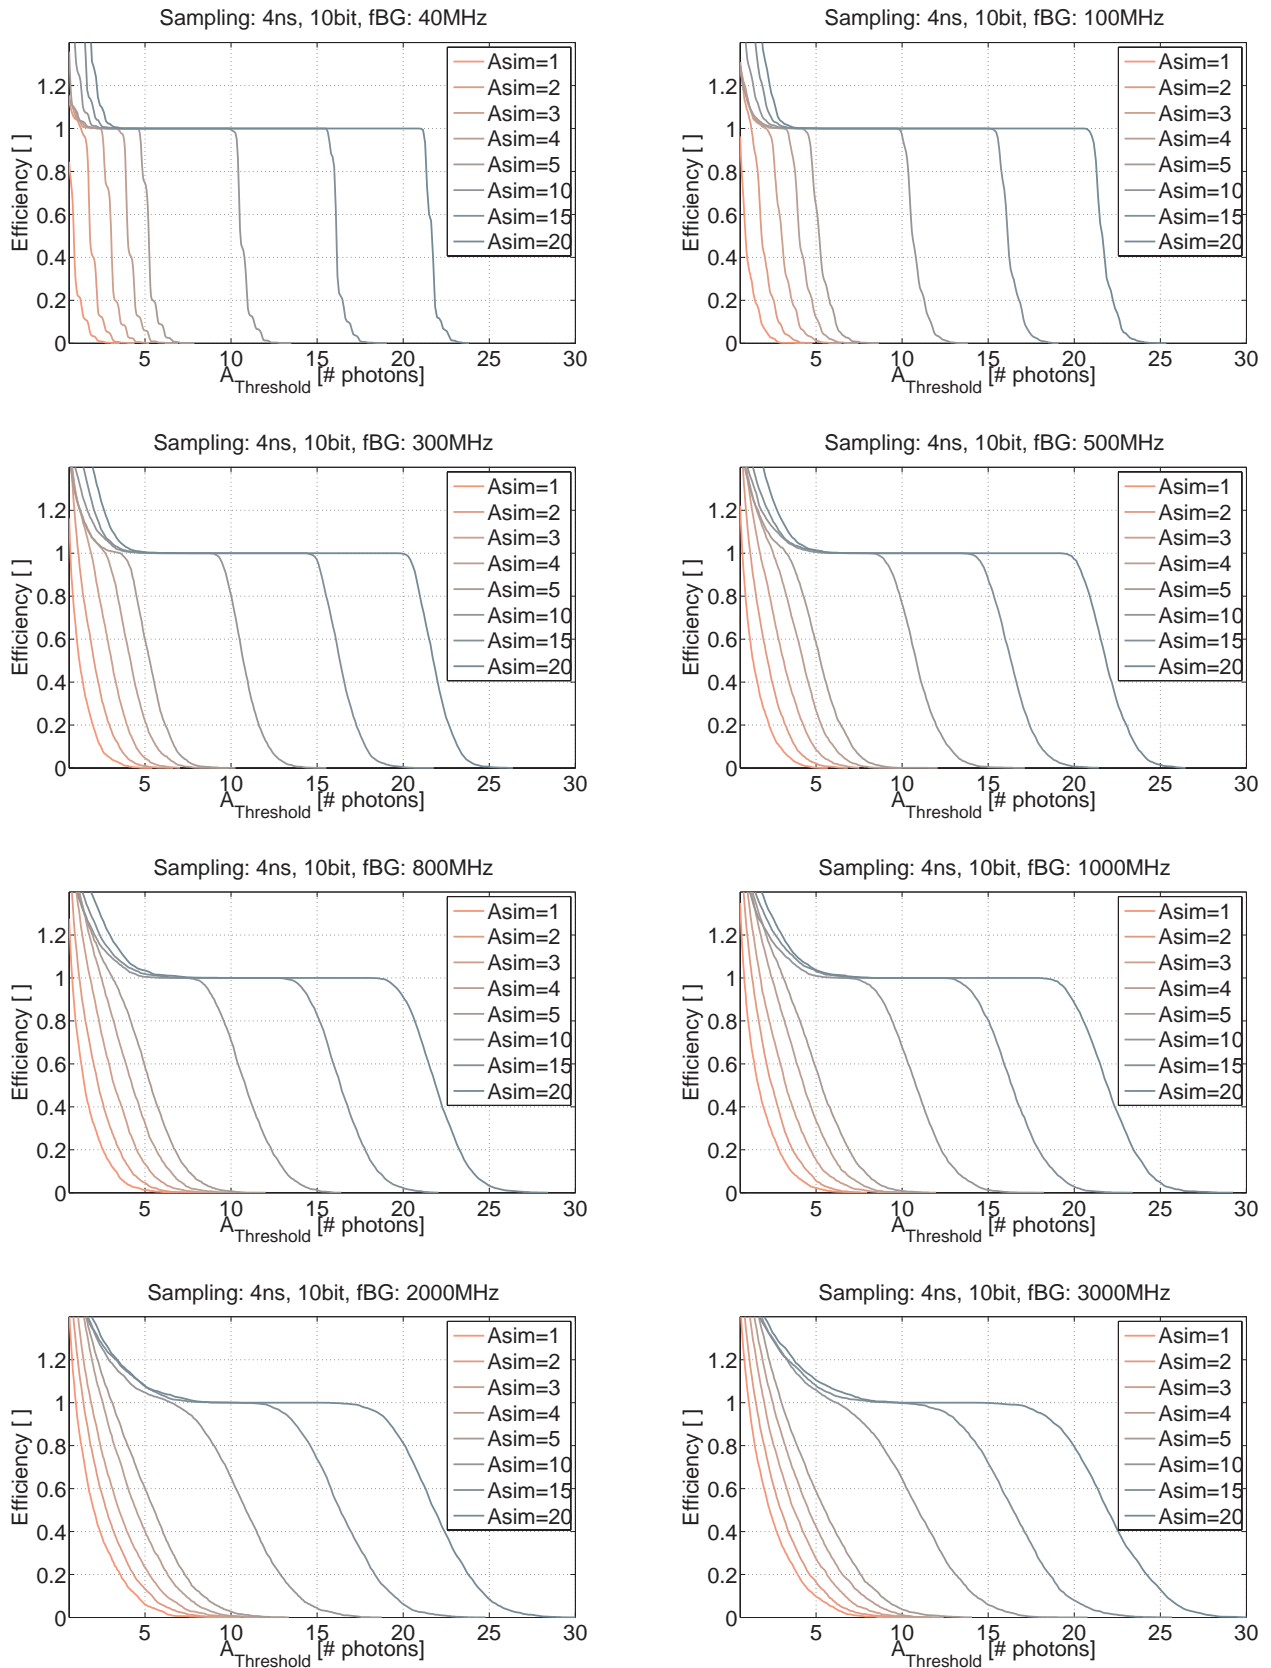 Sampling: 4ns, 10bit, fBG: 40MHz
Efficiency [ ]
1.2
1
0.8
0.6
0.4
0.2
0
5 10 15 20 25 30
A_Threshold [# photons]
Asim=1
Asim=2
Asim=3
Asim=4
Asim=5
Asim=10
Asim=15
Asim=20
Sampling: 4ns, 10bit, fBG: 100MHz
Efficiency [ ]
1.2
1
0.8
0.6
0.4
0.2
0
5 10 15 20 25 30
A_Threshold [# photons]
Asim=1
Asim=2
Asim=3
Asim=4
Asim=5
Asim=10
Asim=15
Asim=20
Sampling: 4ns, 10bit, fBG: 300MHz
Efficiency [ ]
1.2
1
0.8
0.6
0.4
0.2
0
5 10 15 20 25 30
A_Threshold [# photons]
Asim=1
Asim=2
Asim=3
Asim=4
Asim=5
Asim=10
Asim=15
Asim=20
Sampling: 4ns, 10bit, fBG: 500MHz
Efficiency [ ]
1.2
1
0.8
0.6
0.4
0.2
0
5 10 15 20 25 30
A_Threshold [# photons]
Asim=1
Asim=2
Asim=3
Asim=4
Asim=5
Asim=10
Asim=15
Asim=20
Sampling: 4ns, 10bit, fBG: 800MHz
Efficiency [ ]
1.2
1
0.8
0.6
0.4
0.2
0
5 10 15 20 25 30
A_Threshold [# photons]
Asim=1
Asim=2
Asim=3
Asim=4
Asim=5
Asim=10
Asim=15
Asim=20
Sampling: 4ns, 10bit, fBG: 1000MHz
Efficiency [ ]
1.2
1
0.8
0.6
0.4
0.2
0
5 10 15 20 25 30
A_Threshold [# photons]
Asim=1
Asim=2
Asim=3
Asim=4
Asim=5
Asim=10
Asim=15
Asim=20
Sampling: 4ns, 10bit, fBG: 2000MHz
Efficiency [ ]
1.2
1
0.8
0.6
0.4
0.2
0
5 10 15 20 25 30
A_Threshold [# photons]
Asim=1
Asim=2
Asim=3
Asim=4
Asim=5
Asim=10
Asim=15
Asim=20
Sampling: 4ns, 10bit, fBG: 3000MHz
Efficiency [ ]
1.2
1
0.8
0.6
0.4
0.2
0
5 10 15 20 25 30
A_Threshold [# photons]
Asim=1
Asim=2
Asim=3
Asim=4
Asim=5
Asim=10
Asim=15
Asim=20